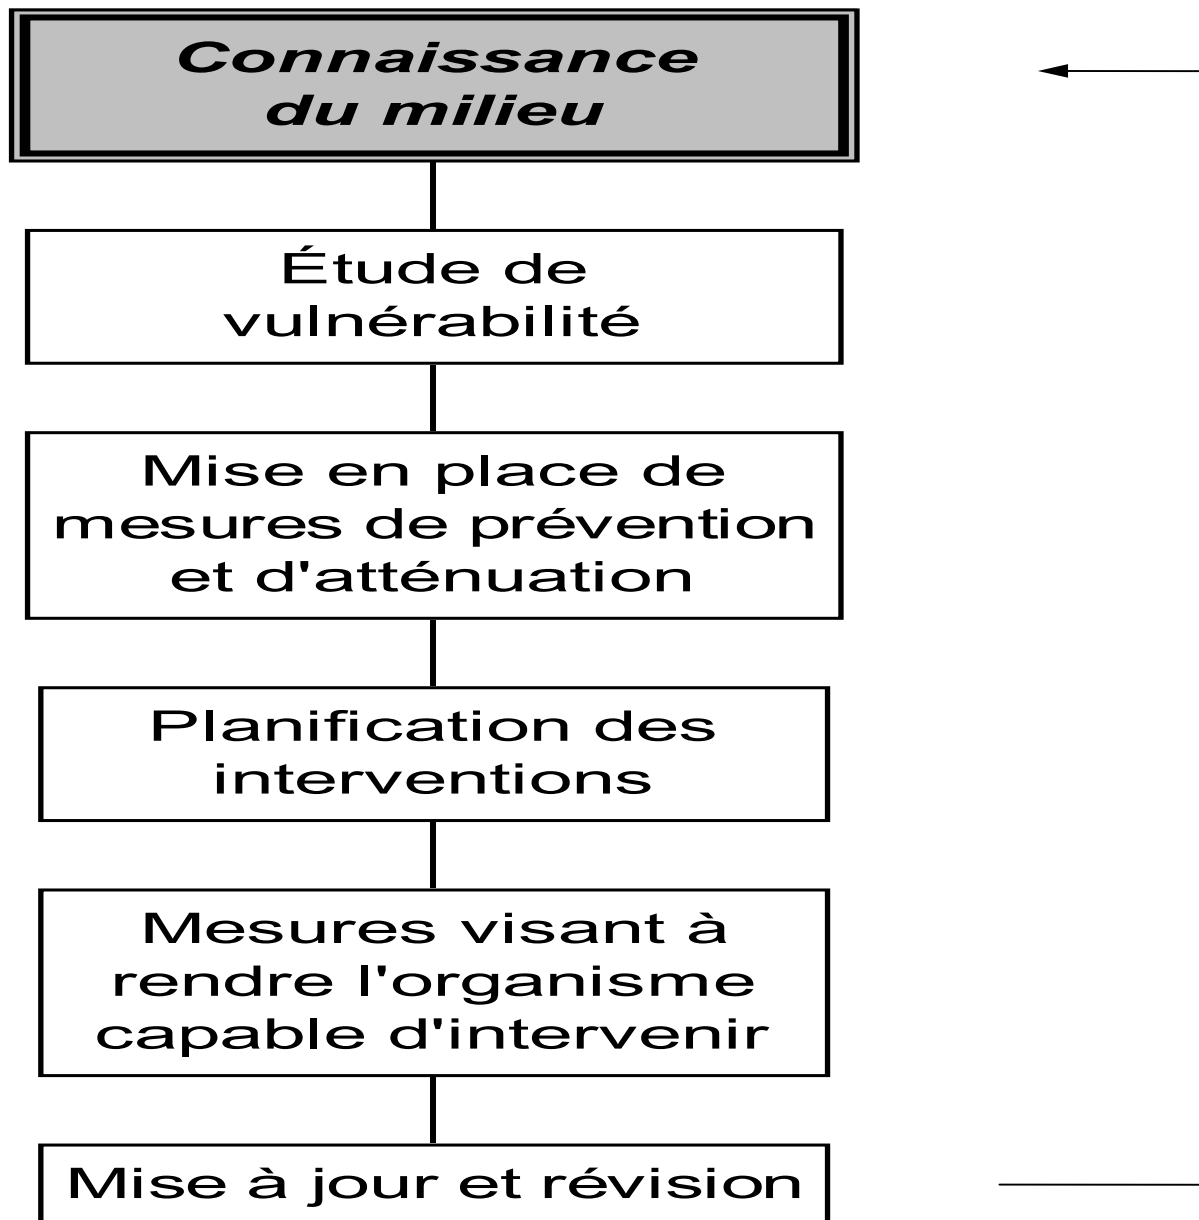 Connaissance
du milieu
Étude de
vulnérabilité
Mise en place de
mesures de prévention
et d'atténuation
Planification des
interventions
Mesures visant à
rendre l'organisme
capable d'intervenir
Mise à jour et révision